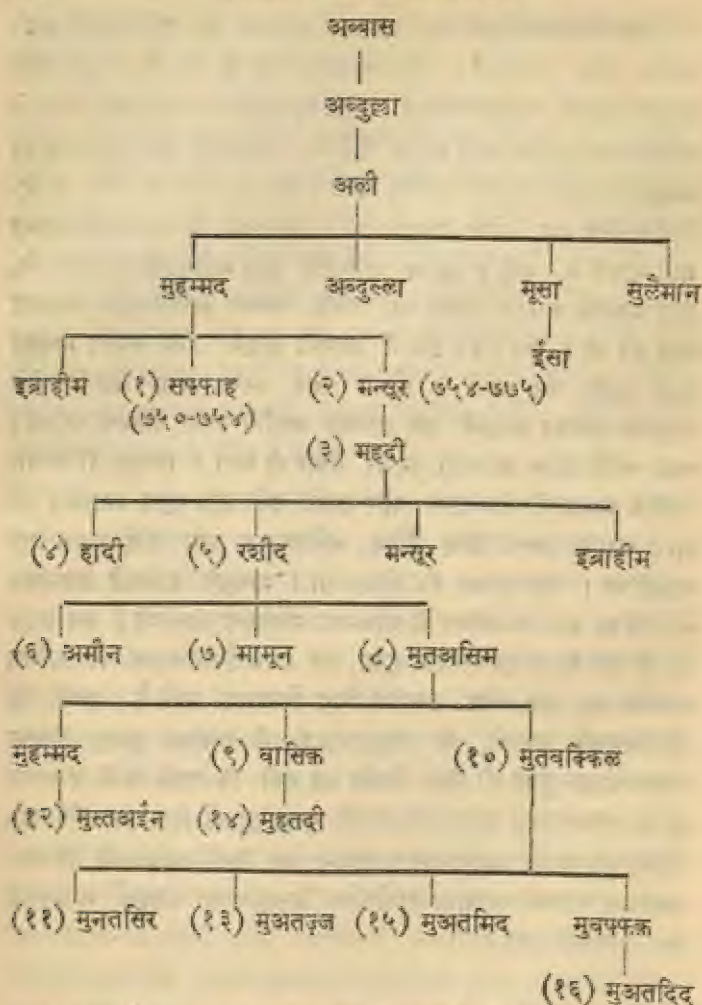 अब्बास
अब्दुल्ला
अली
मुहम्मद अब्दुल्ला मूसा सुलैमान
ईसा
इब्राहीम (१) सफ्फाह (२) मन्सूर (७५४-७७५)
(७५०-७५४)
(३) महदी
(४) हादी (५) रशीद मन्सूर इब्राहीम
(६) अमीन (७) मामून (८) मुतअसिम
मुहम्मद (९) वासिक़ (१०) मुतवक्किल
(१२) मुस्तअईन (१४) मुहतदी
(११) मुनतसिर (१३) मुअतज़्ज (१५) मुअतमिद मुवफ्फ़क़
(१६) मुअतदिद